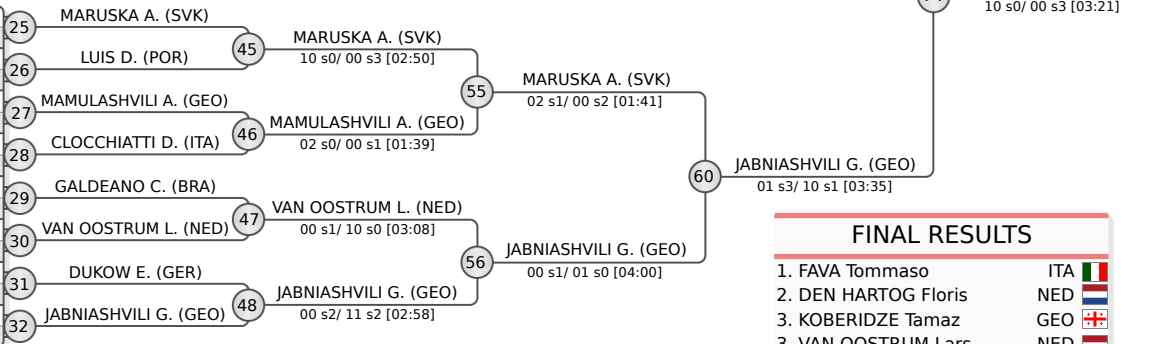 10 s0/ 00 s3 [03:21]
25
MARUSKA A. (SVK)
45
MARUSKA A. (SVK)
10 s0/ 00 s3 [02:50]
26
LUIS D. (POR)
55
MARUSKA A. (SVK)
02 s1/ 00 s2 [01:41]
27
MAMULASHVILI A. (GEO)
46
MAMULASHVILI A. (GEO)
02 s0/ 00 s1 [01:39]
28
CLOCCHIATTI D. (ITA)
60
JABNIASHVILI G. (GEO)
01 s3/ 10 s1 [03:35]
29
GALDEANO C. (BRA)
47
VAN OOSTRUM L. (NED)
00 s1/ 10 s0 [03:08]
30
VAN OOSTRUM L. (NED)
56
JABNIASHVILI G. (GEO)
00 s1/ 01 s0 [04:00]
31
DUKOW E. (GER)
48
JABNIASHVILI G. (GEO)
00 s2/ 11 s2 [02:58]
32
JABNIASHVILI G. (GEO)
FINAL RESULTS
1. FAVA Tommaso ITA
2. DEN HARTOG Floris NED
3. KOBERIDZE Tamaz GEO
3. VAN OOSTRUM Lars NED